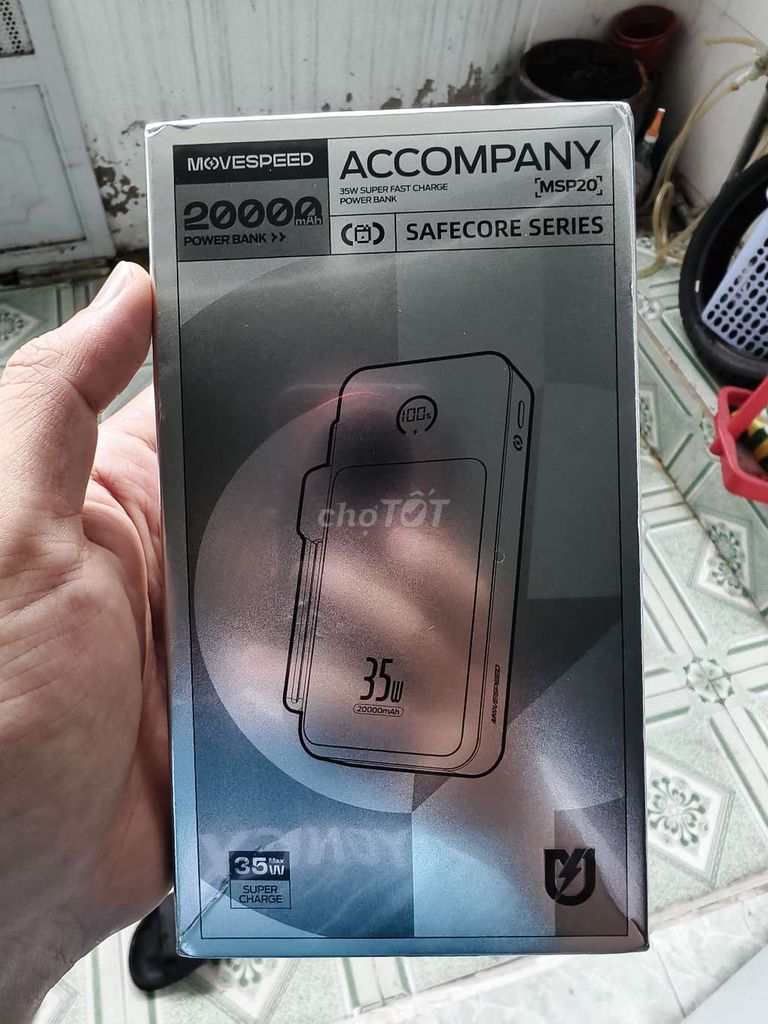 MOVESPEED
ACCOMPANY
35W SUPER FAST CHARGE
POWER BANK
[MSP20]
20000mAh
POWER BANK >>
SAFECORE SERIES
100%
chợTỐT
35W
20000mAh
MOVESPEED
35W Max
SUPER
CHARGE